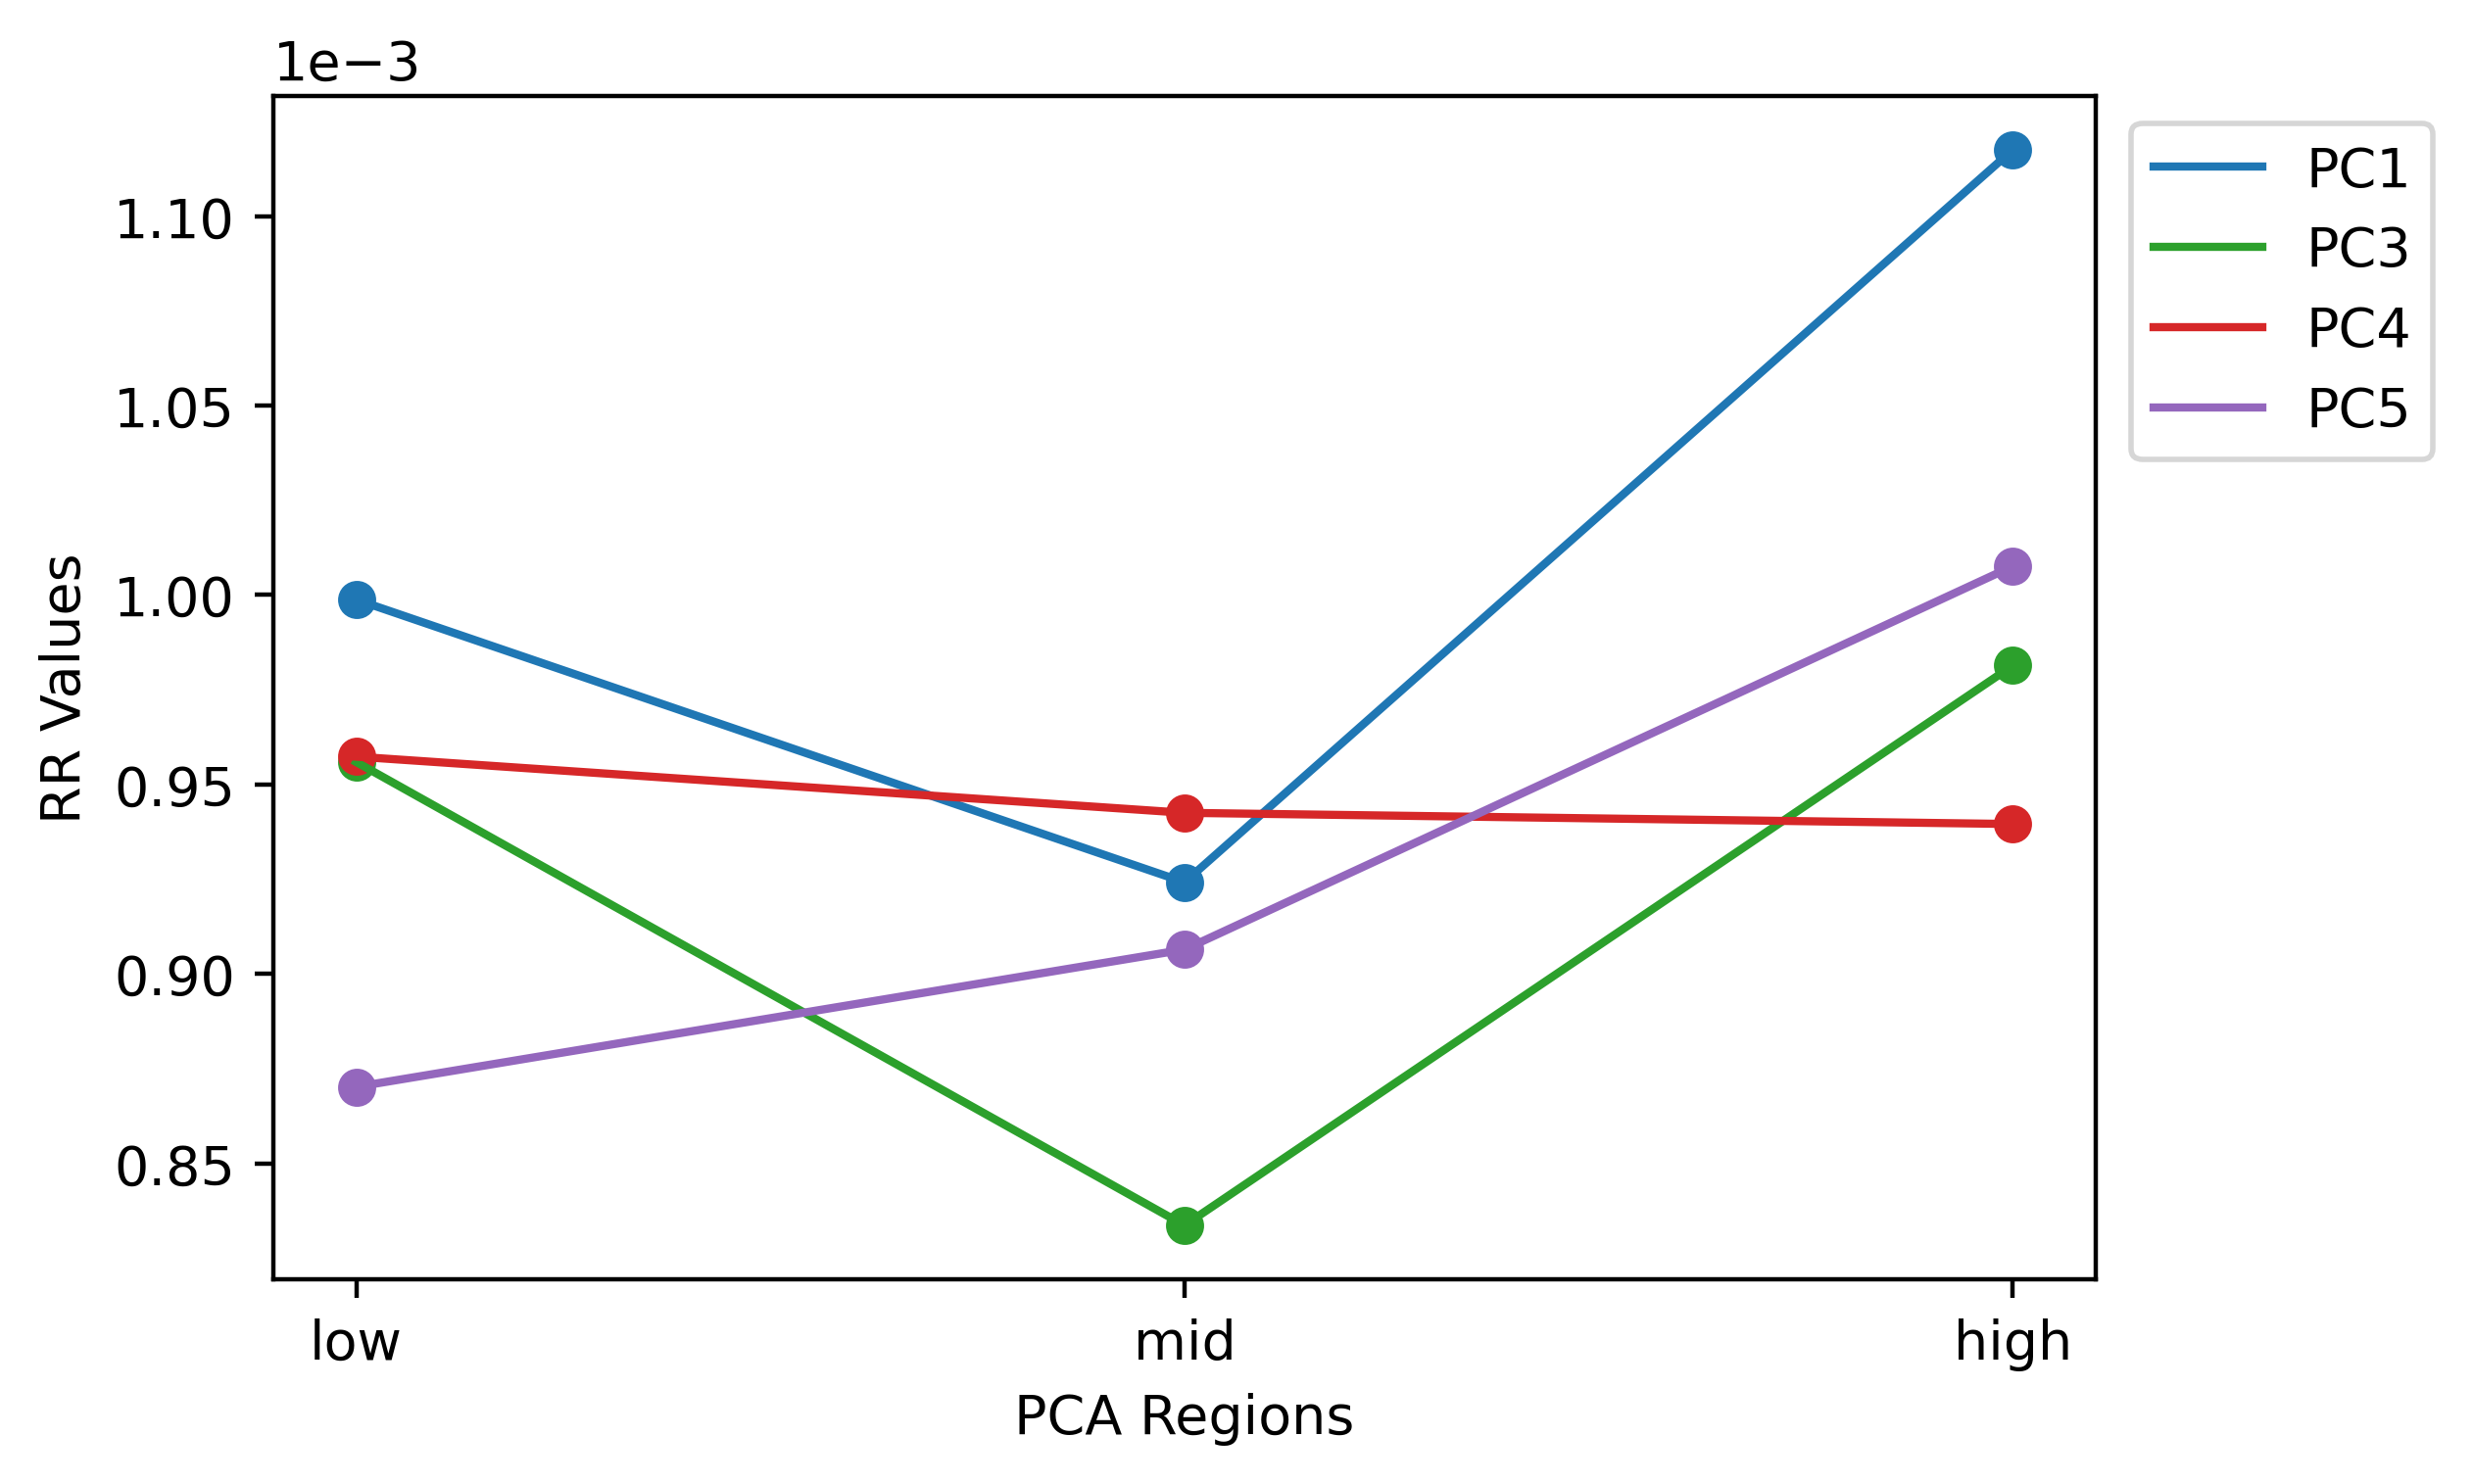 1e−3
1.10
1.05
1.00
0.95
0.90
0.85
RR Values
low
mid
high
PCA Regions
PC1
PC3
PC4
PC5